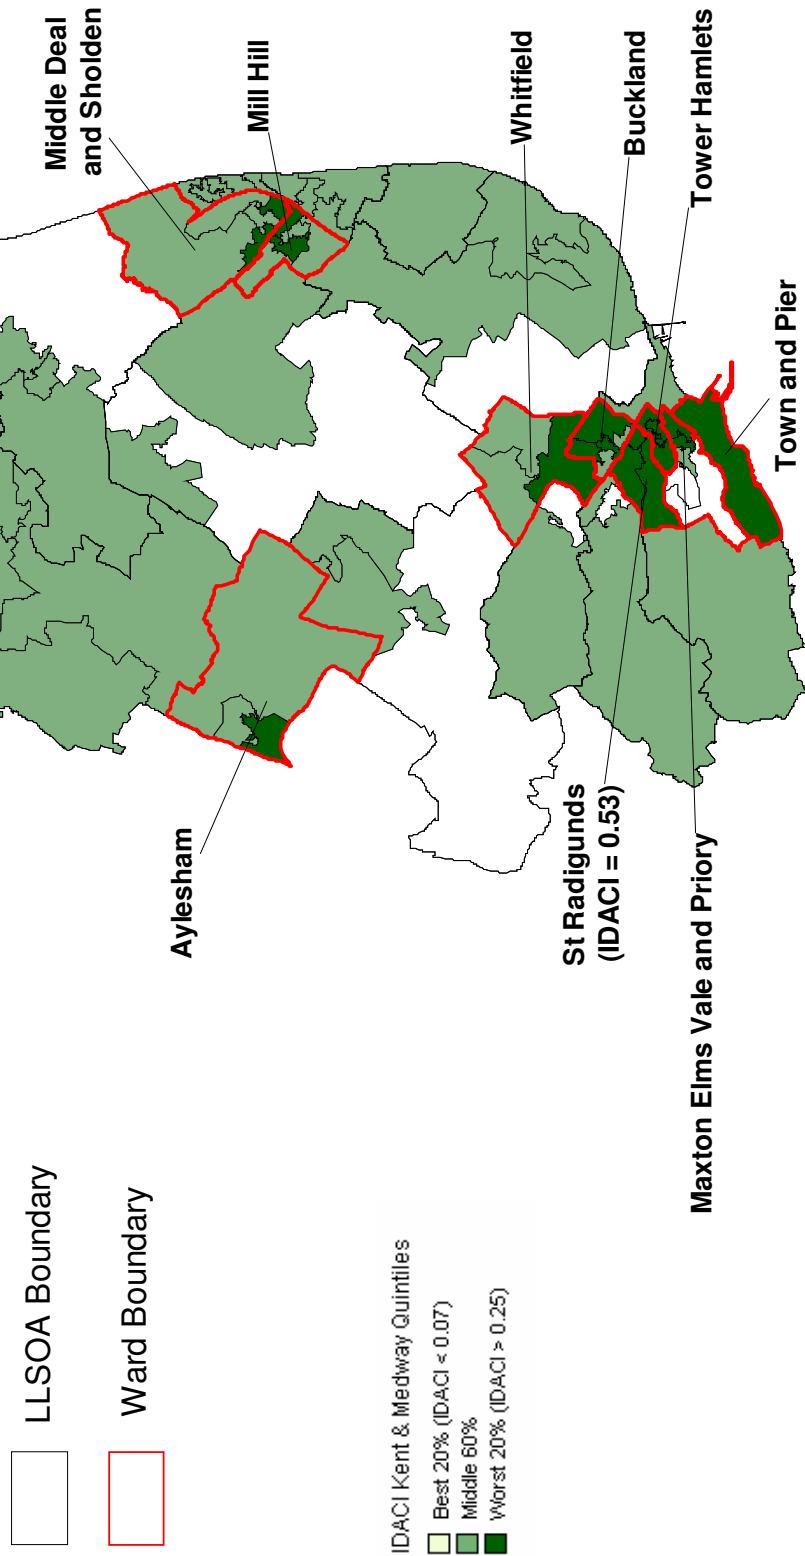 LLSOA Boundary
Ward Boundary
IDACI Kent & Medway Quintiles
Best 20% (IDACI < 0.07)
Middle 60%
Worst 20% (IDACI > 0.25)
Aylesham
St Radigunds
(IDACI = 0.53)
Maxton Elms Vale and Priory
Middle Deal
and Sholden
Mill Hill
Whitfield
Buckland
Tower Hamlets
Town and Pier